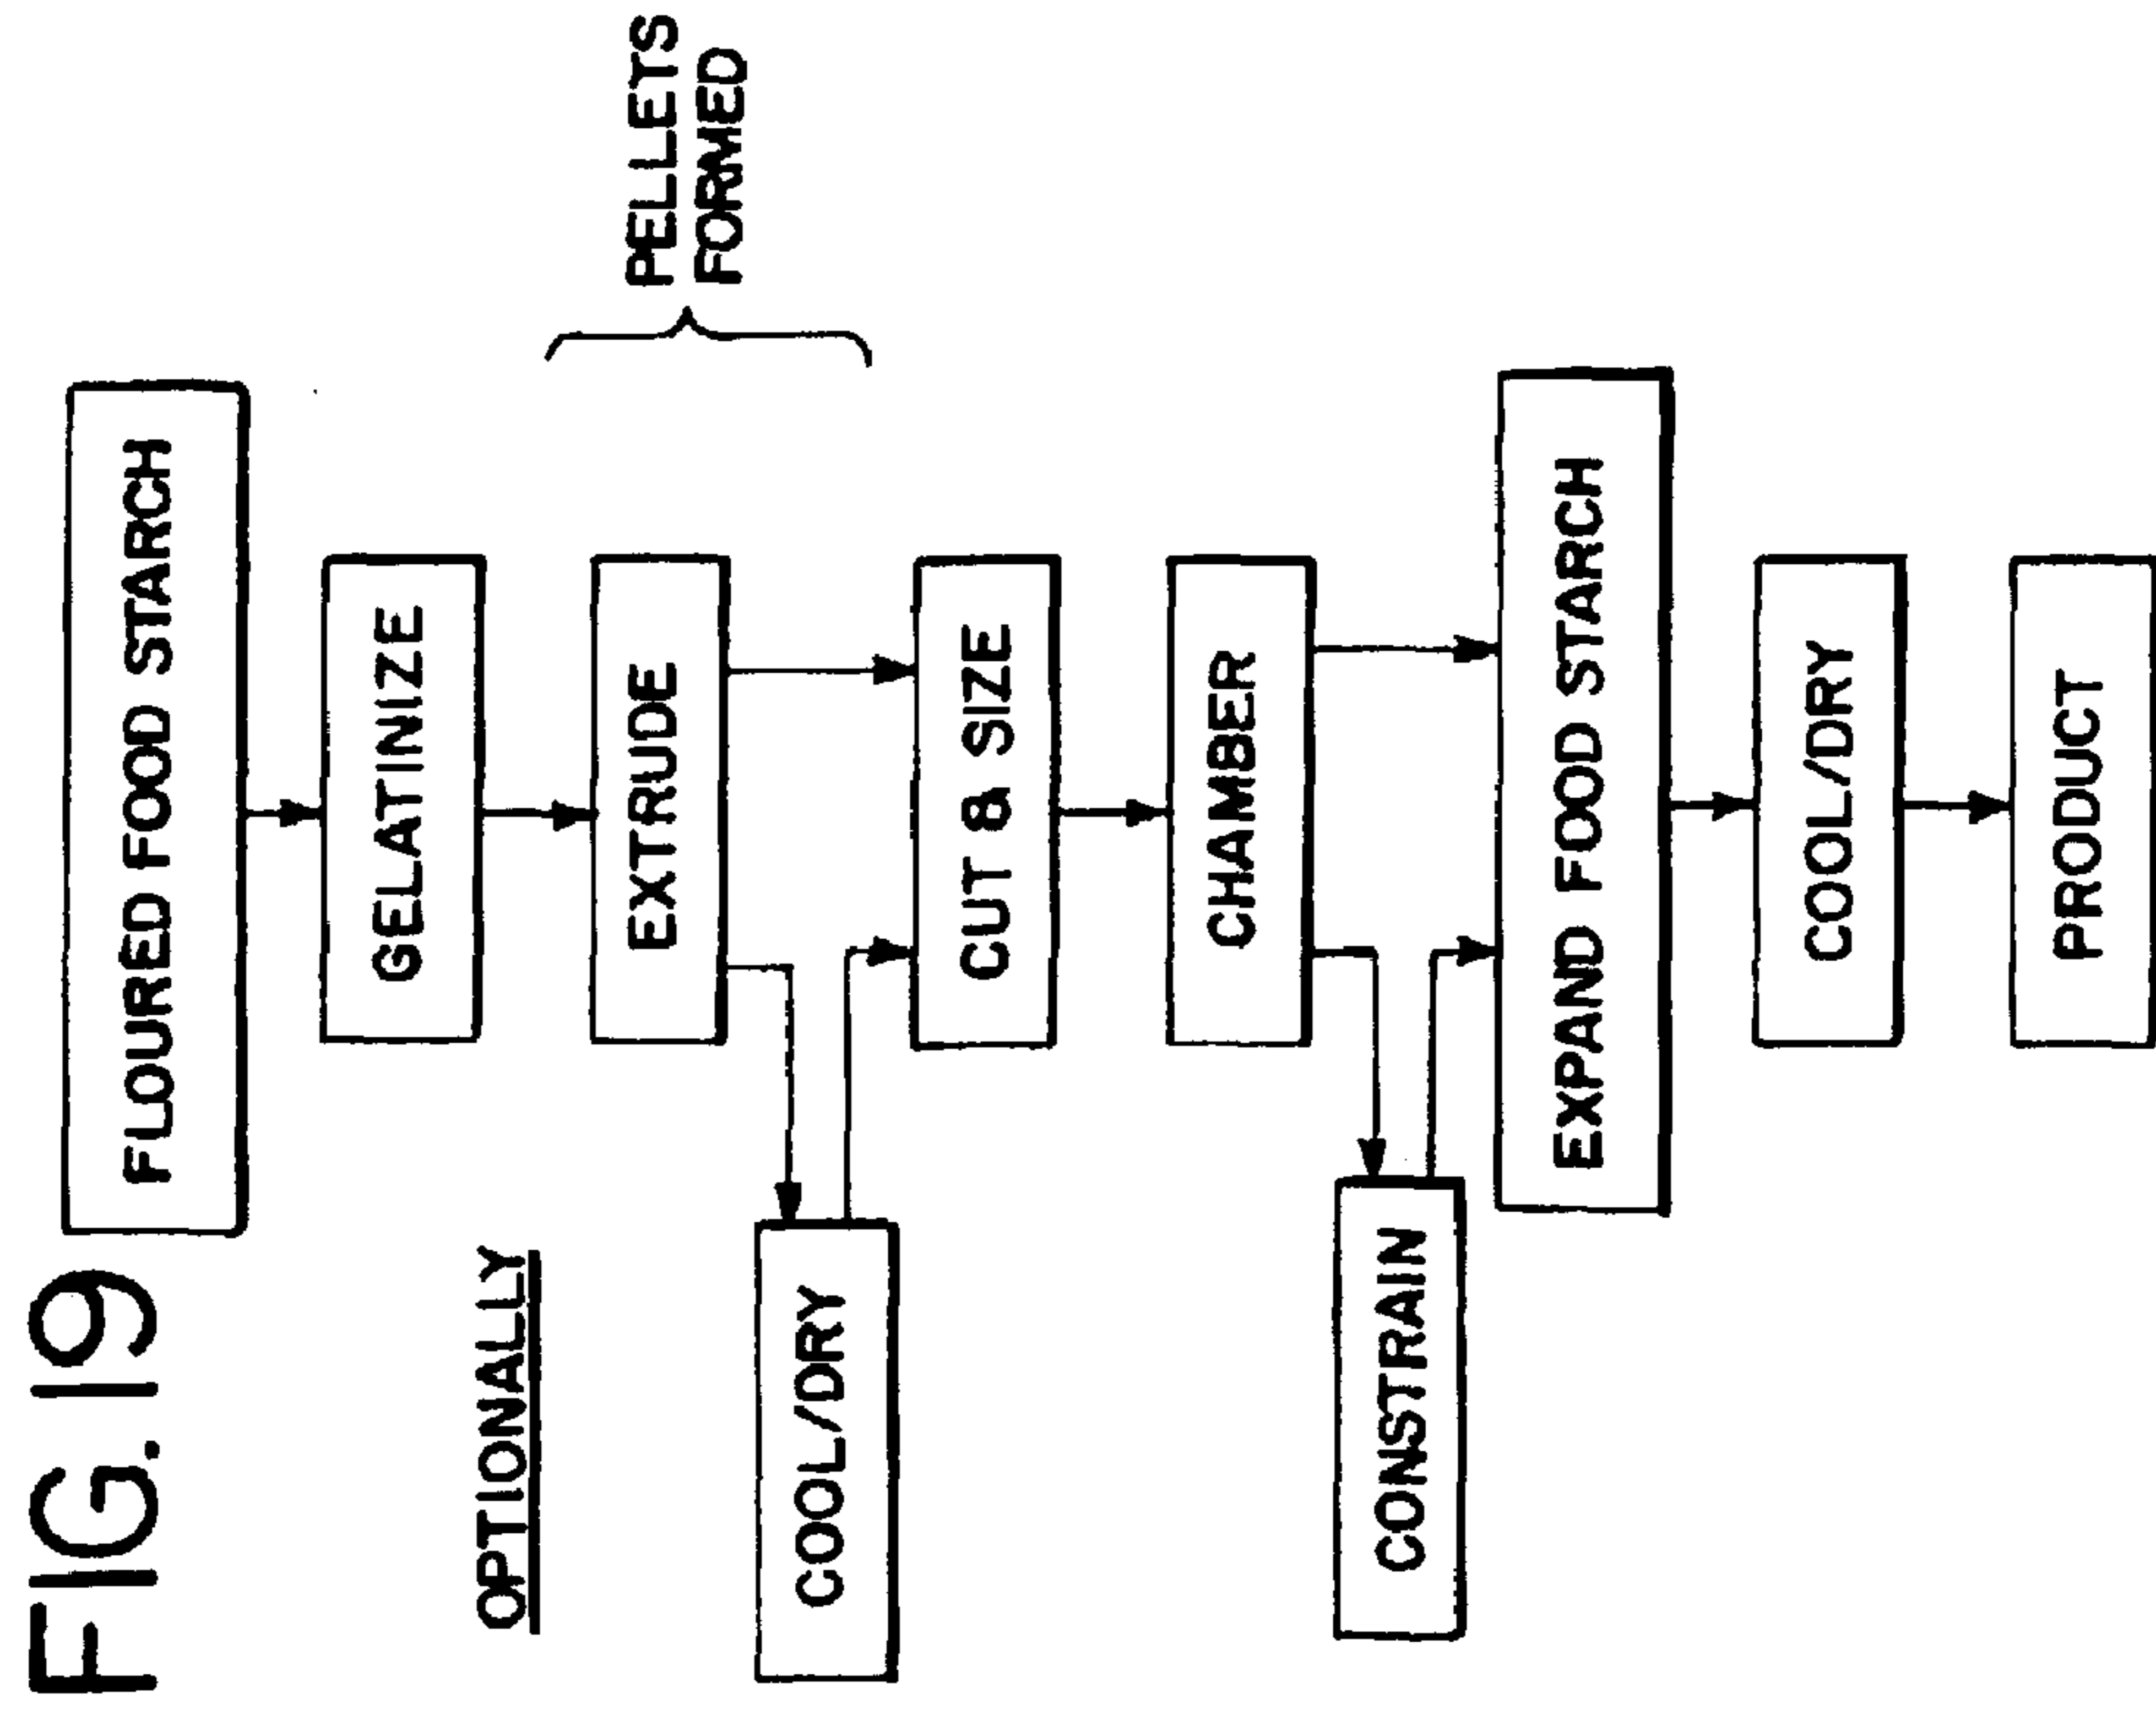 FIG. 19
FLOURED FOOD STARCH
GELATINIZE
OPTIONALLY
EXTRUDE
PELLETS
FORMED
COOL/DRY
CUT & SIZE
CHAMBER
CONSTRAIN
EXPAND FOOD STARCH
COOL/DRY
PRODUCT